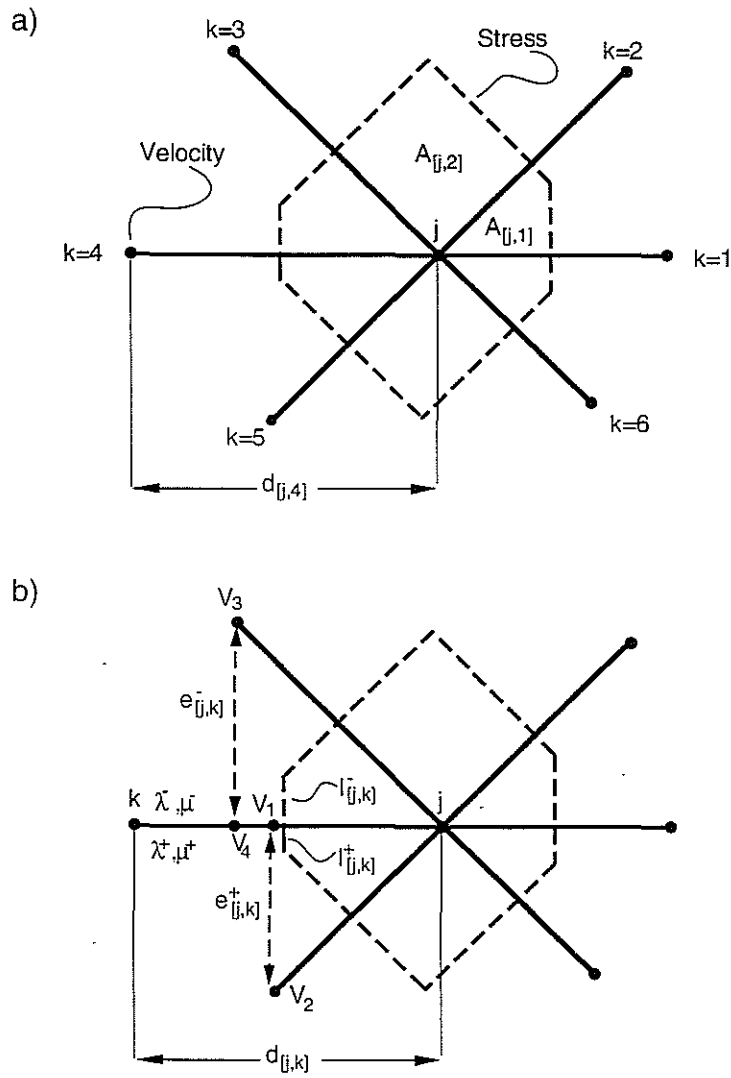 a)
k=3
Stress
k=2
A[j,2]
Velocity
j
A[j,1]
k=4
k=1
k=5
k=6
d[j,4]
b)
V3
e-[j,k]
l-[j,k]
k
λ-,μ-
V1
j
λ+,μ+
V4
l+[j,k]
e+[j,k]
V2
d[j,k]